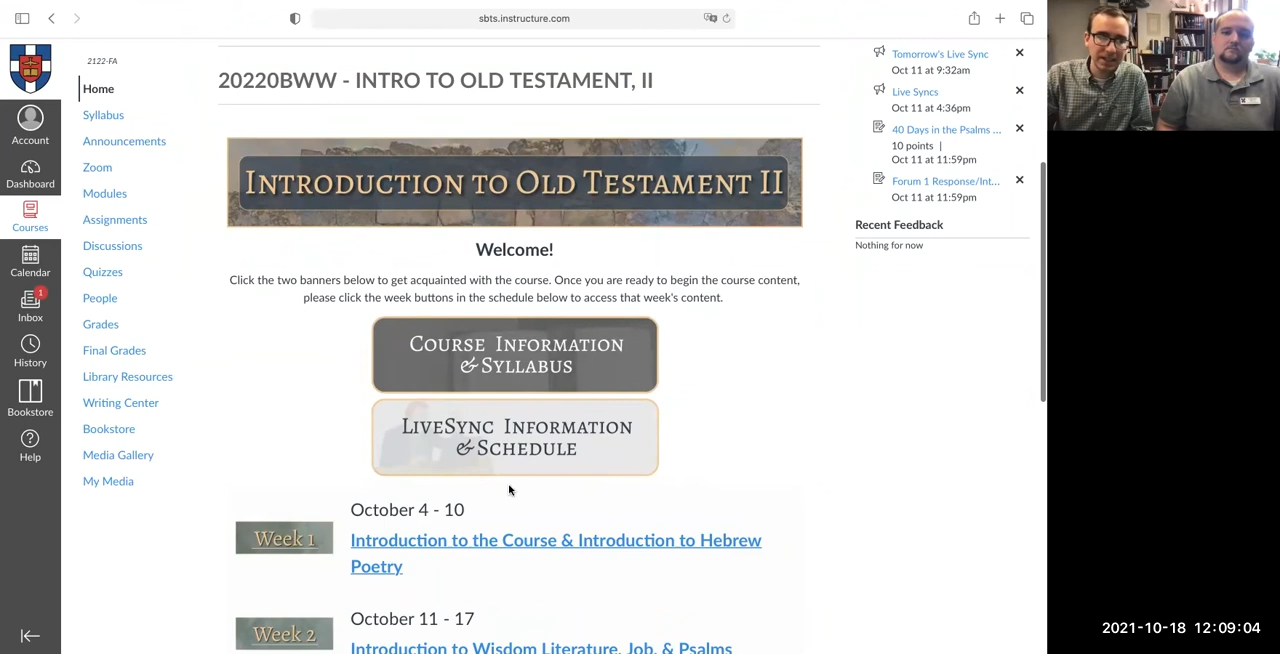 sbts.instructure.com
2122-FA
Home
Syllabus
Announcements
Zoom
Modules
Assignments
Discussions
Quizzes
People
Grades
Final Grades
Library Resources
Writing Center
Bookstore
Media Gallery
My Media
Account
Dashboard
Courses
Calendar
1
Inbox
History
Bookstore
Help
20220BWW - INTRO TO OLD TESTAMENT, II
Introduction to Old Testament II
Welcome!
Click the two banners below to get acquainted with the course. Once you are ready to begin the course content,
please click the week buttons in the schedule below to access that week's content.
Course Information
& Syllabus
LiveSync Information
& Schedule
Week 1
October 4 - 10
Introduction to the Course & Introduction to Hebrew
Poetry
Week 2
October 11 - 17
Introduction to Wisdom Literature, Job, & Psalms
Tomorrow's Live Sync
Oct 11 at 9:32am
Live Syncs
Oct 11 at 4:36pm
40 Days in the Psalms ...
10 points |
Oct 11 at 11:59pm
Forum 1 Response/Int...
Oct 11 at 11:59pm
Recent Feedback
Nothing for now
2021-10-18 12:09:04